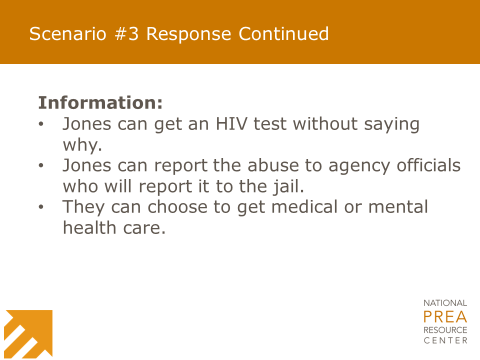 Scenario #3 Response Continued
Information:
• Jones can get an HIV test without saying
why.
• Jones can report the abuse to agency officials
who will report it to the jail.
• They can choose to get medical or mental
health care.
NATIONAL
PREA
RESOURCE
CENTER